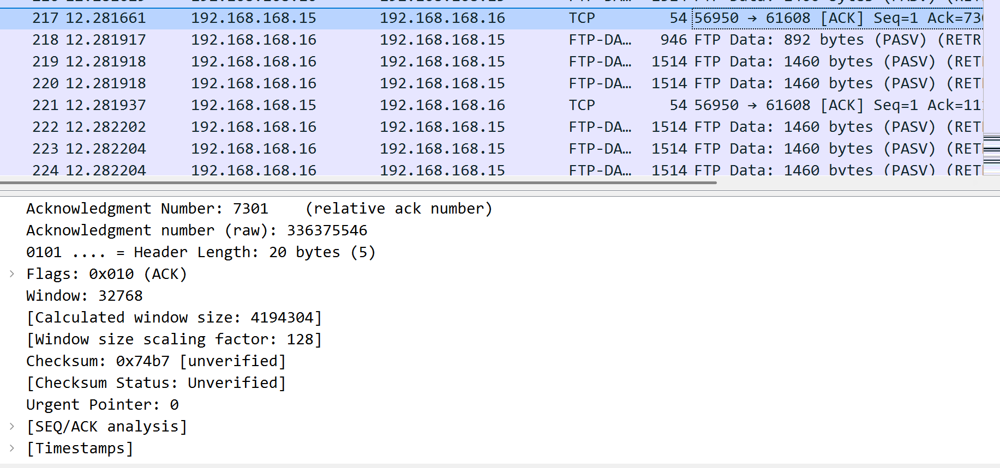 217 12.281661 192.168.168.15 192.168.168.16 TCP 54 56950 → 61608 [ACK] Seq=1 Ack=730
218 12.281917 192.168.168.16 192.168.168.15 FTP-DA… 946 FTP Data: 892 bytes (PASV) (RETR
219 12.281918 192.168.168.16 192.168.168.15 FTP-DA… 1514 FTP Data: 1460 bytes (PASV) (RET
220 12.281918 192.168.168.16 192.168.168.15 FTP-DA… 1514 FTP Data: 1460 bytes (PASV) (RET
221 12.281937 192.168.168.15 192.168.168.16 TCP 54 56950 → 61608 [ACK] Seq=1 Ack=11
222 12.282202 192.168.168.16 192.168.168.15 FTP-DA… 1514 FTP Data: 1460 bytes (PASV) (RET
223 12.282204 192.168.168.16 192.168.168.15 FTP-DA… 1514 FTP Data: 1460 bytes (PASV) (RET
224 12.282204 192.168.168.16 192.168.168.15 FTP-DA… 1514 FTP Data: 1460 bytes (PASV) (RET
Acknowledgment Number: 7301    (relative ack number)
Acknowledgment number (raw): 336375546
0101 .... = Header Length: 20 bytes (5)
Flags: 0x010 (ACK)
Window: 32768
[Calculated window size: 4194304]
[Window size scaling factor: 128]
Checksum: 0x74b7 [unverified]
[Checksum Status: Unverified]
Urgent Pointer: 0
[SEQ/ACK analysis]
[Timestamps]